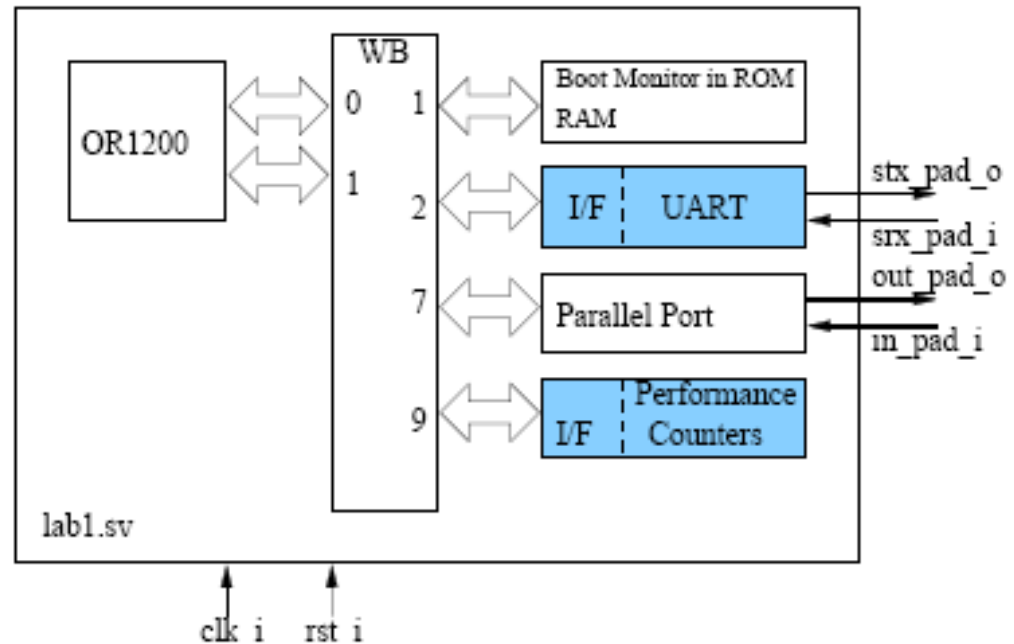 WB
OR1200
0
1
1
2
7
9
Boot Monitor in ROM
RAM
I/F
UART
Parallel Port
I/F
Performance
Counters
stx_pad_o
srx_pad_i
out_pad_o
in_pad_i
lab1.sv
clk_i
rst_i